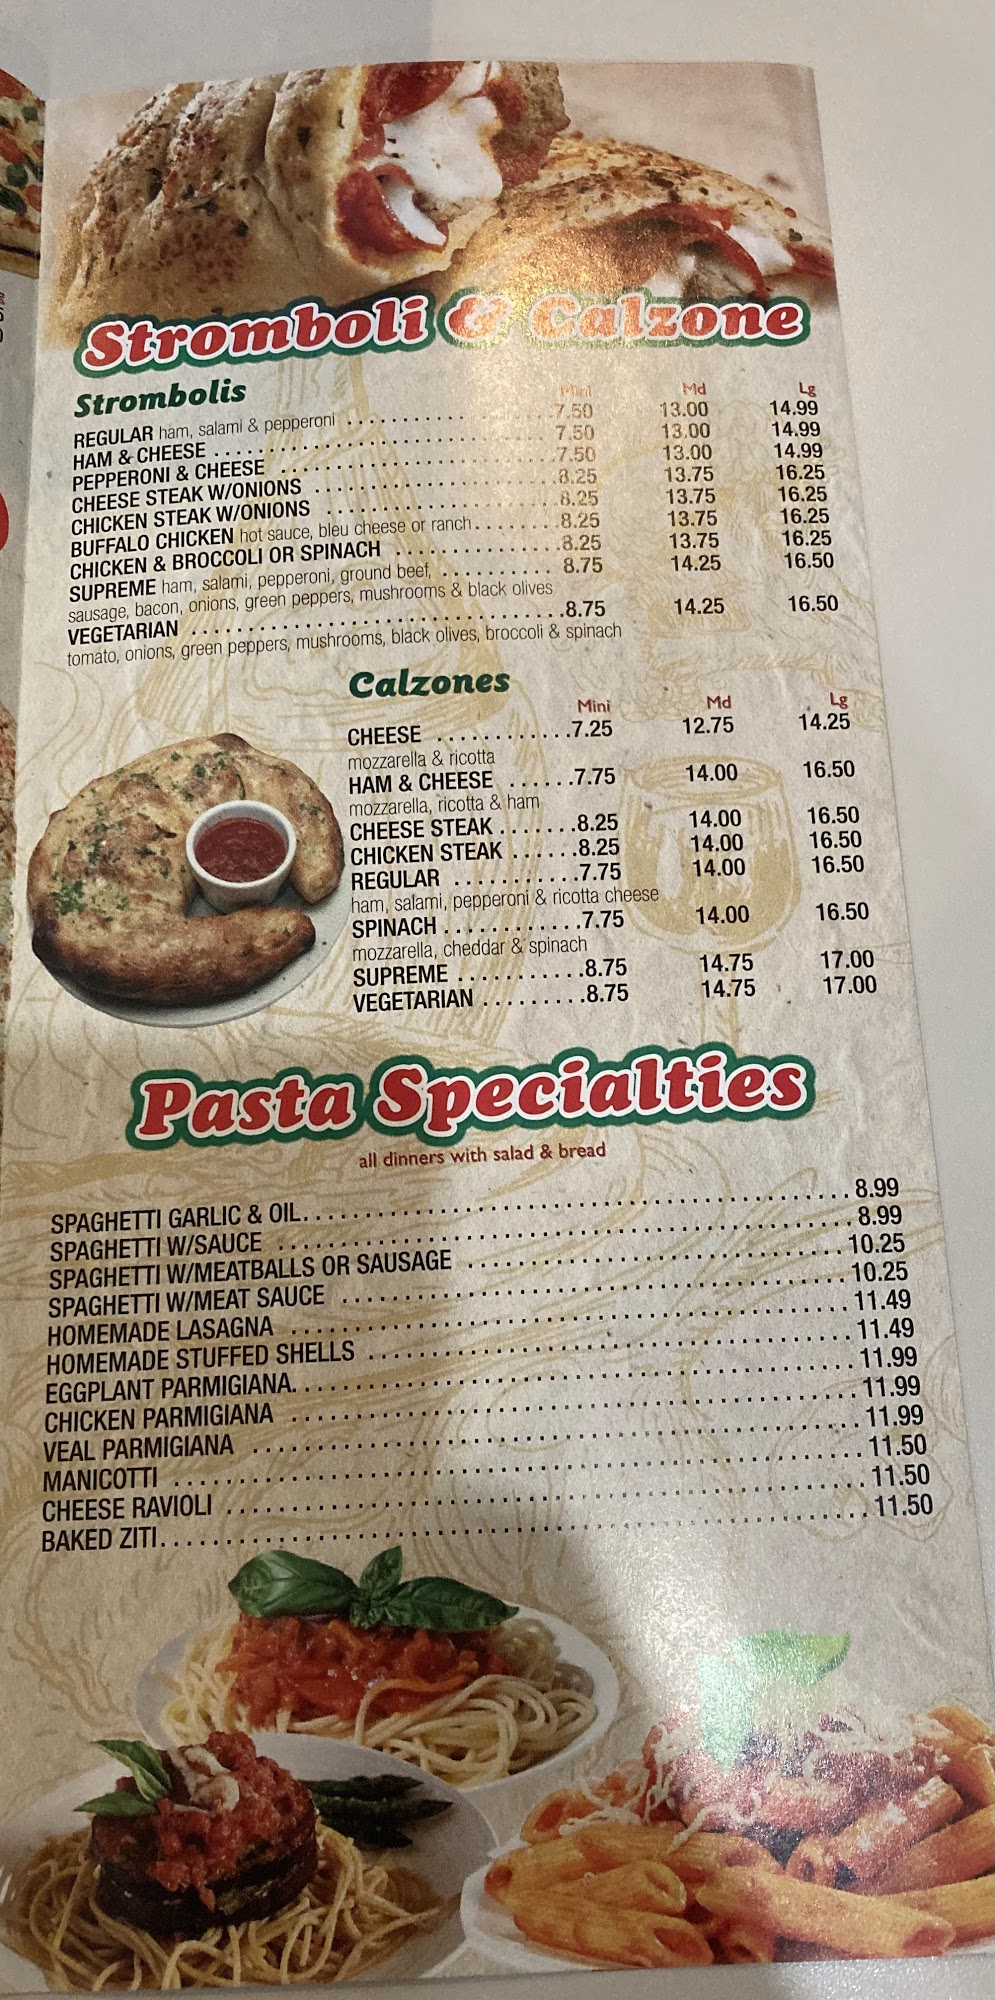 Stromboli & Calzone
Strombolis Mini Md Lg
REGULAR ham, salami & pepperoni 7.50 13.00 14.99
HAM & CHEESE 7.50 13.00 14.99
PEPPERONI & CHEESE 7.50 13.00 14.99
CHEESE STEAK W/ONIONS 8.25 13.75 16.25
CHICKEN STEAK W/ONIONS 8.25 13.75 16.25
BUFFALO CHICKEN hot sauce, bleu cheese or ranch 8.25 13.75 16.25
CHICKEN & BROCCOLI OR SPINACH 8.25 13.75 16.25
SUPREME ham, salami, pepperoni, ground beef, 8.75 14.25 16.50
sausage, bacon, onions, green peppers, mushrooms & black olives
VEGETARIAN 8.75 14.25 16.50
tomato, onions, green peppers, mushrooms, black olives, broccoli & spinach
Calzones
Mini Md Lg
CHEESE 7.25 12.75 14.25
mozzarella & ricotta
HAM & CHEESE 7.75 14.00 16.50
mozzarella, ricotta & ham
CHEESE STEAK 8.25 14.00 16.50
CHICKEN STEAK 8.25 14.00 16.50
REGULAR 7.75 14.00 16.50
ham, salami, pepperoni & ricotta cheese
SPINACH 7.75 14.00 16.50
mozzarella, cheddar & spinach
SUPREME 8.75 14.75 17.00
VEGETARIAN 8.75 14.75 17.00
Pasta Specialties
all dinners with salad & bread
SPAGHETTI GARLIC & OIL 8.99
SPAGHETTI W/SAUCE 8.99
SPAGHETTI W/MEATBALLS OR SAUSAGE 10.25
SPAGHETTI W/MEAT SAUCE 10.25
HOMEMADE LASAGNA 11.49
HOMEMADE STUFFED SHELLS 11.49
EGGPLANT PARMIGIANA 11.99
CHICKEN PARMIGIANA 11.99
VEAL PARMIGIANA 11.99
MANICOTTI 11.50
CHEESE RAVIOLI 11.50
BAKED ZITI 11.50